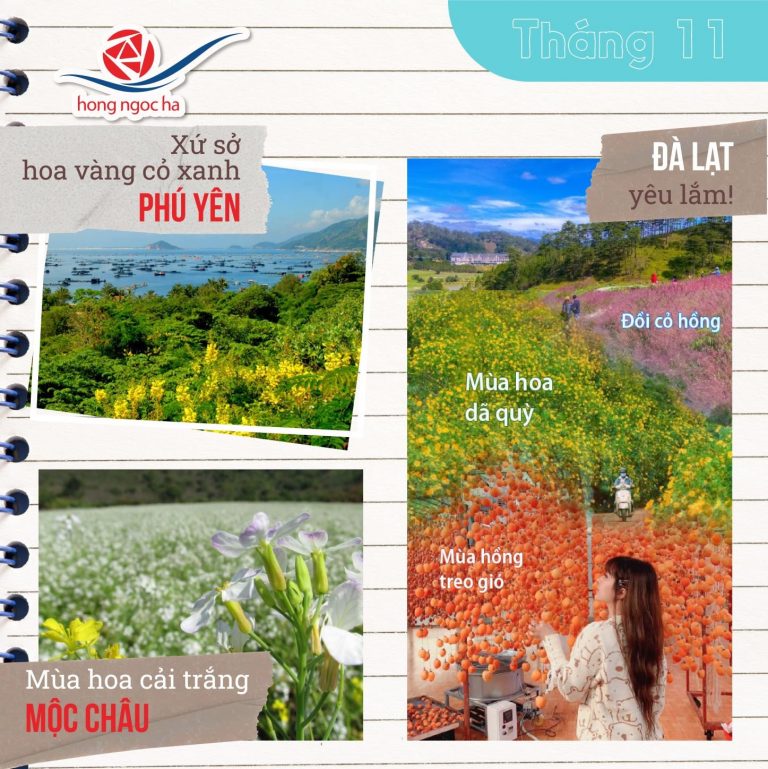 Tháng 11
hong ngoc ha
Xứ sở
hoa vàng cỏ xanh
PHÚ YÊN
ĐÀ LẠT
yêu lắm!
Đồi cỏ hồng
Mùa hoa
dã quỳ
Mùa hồng
treo gió
Mùa hoa cải trắng
MỘC CHÂU